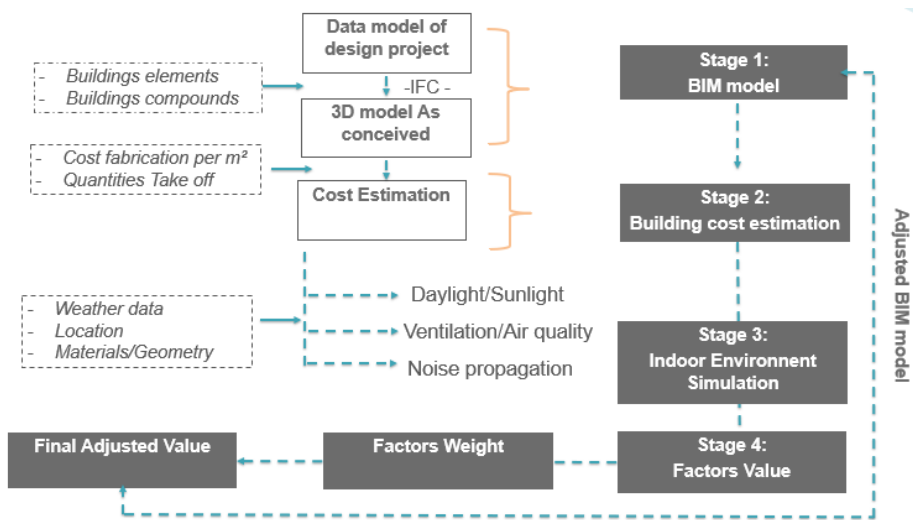 Data model of
design project
- Buildings elements
- Buildings compounds
-IFC -
3D model As
conceived
- Cost fabrication per m²
- Quantities Take off
Cost Estimation
Daylight/Sunlight
Ventilation/Air quality
Noise propagation
- Weather data
- Location
- Materials/Geometry
Stage 1:
BIM model
Stage 2:
Building cost estimation
Stage 3:
Indoor Environnent
Simulation
Stage 4:
Factors Value
Factors Weight
Final Adjusted Value
Adjusted BIM model